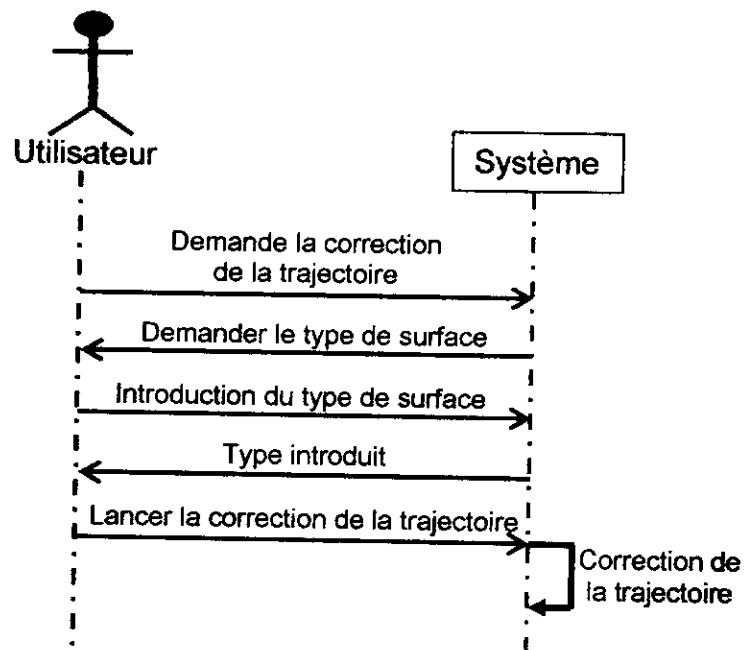 Utilisateur
Système
Demande la correction
de la trajectoire
Demander le type de surface
Introduction du type de surface
Type introduit
Lancer la correction de la trajectoire
Correction de
la trajectoire